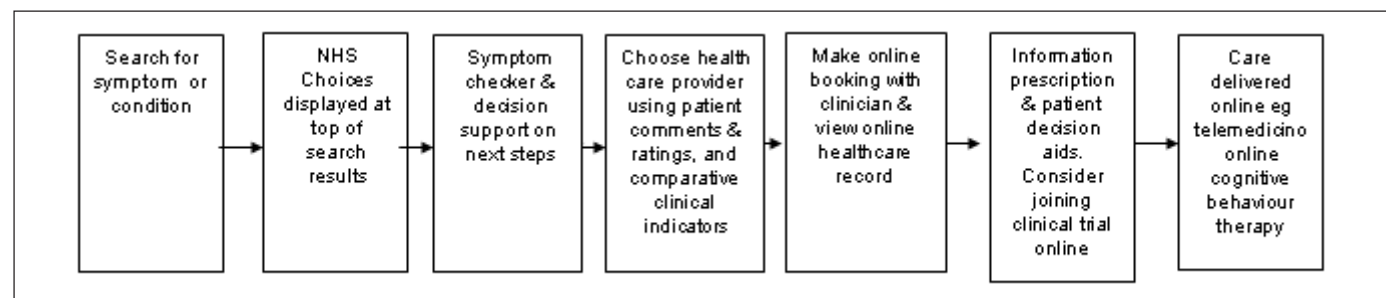 Search for
symptom or
condition
NHS
Choices
displayed at
top of
search
results
Symptom
checker &
decision
support on
next steps
Choose health
care provider
using patient
comments &
ratings, and
comparative
clinical
indicators
Make online
booking with
clinician &
view online
healthcare
record
Information
prescription
& patient
decision
aids.
Consider
joining
clinical trial
online
Care
delivered
online eg
telemedicino
online
cognitive
behaviour
therapy